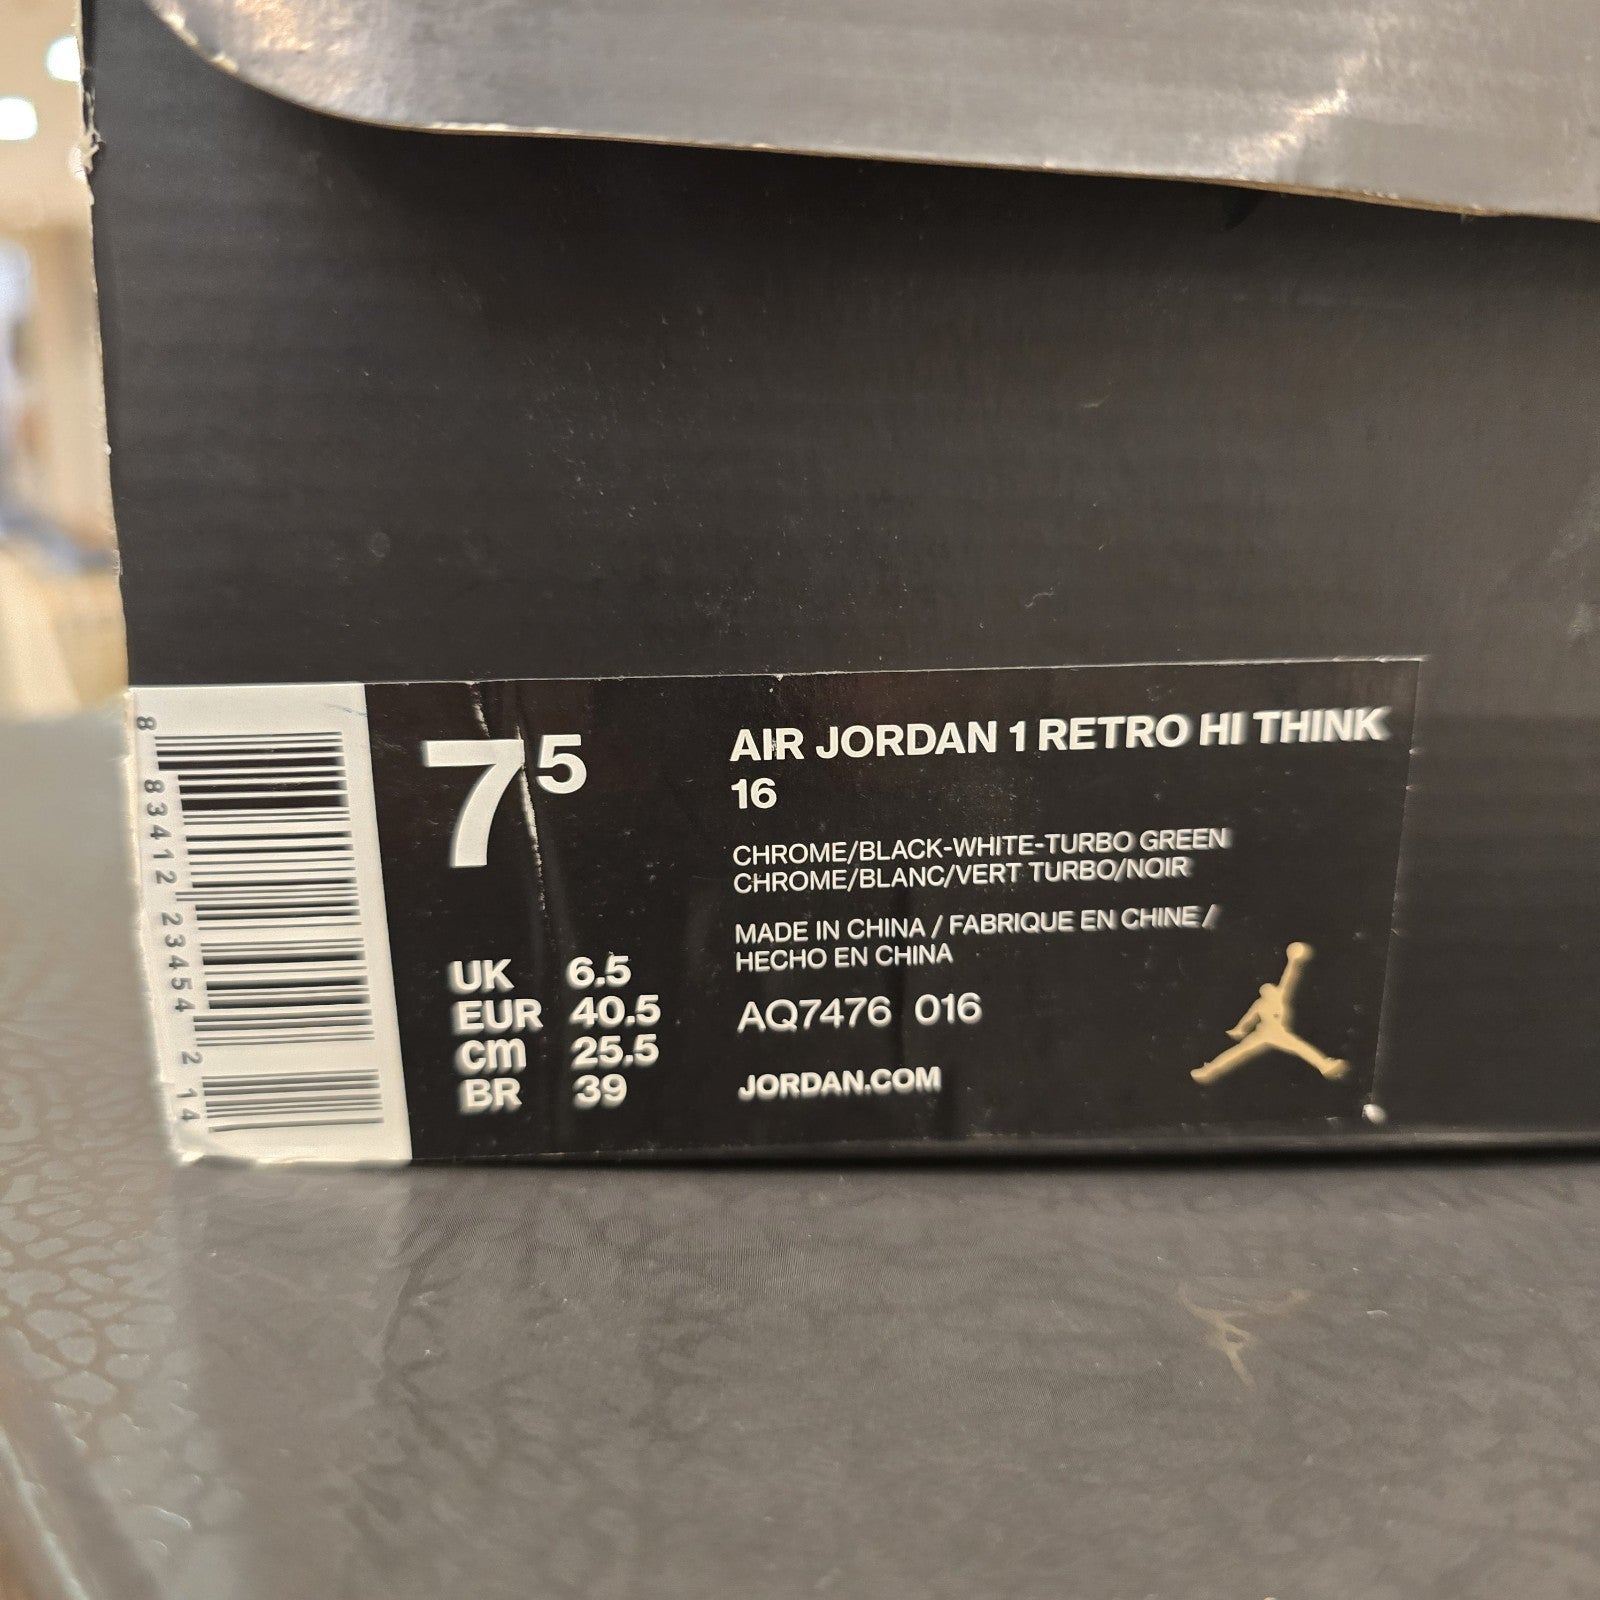 8 83412 23454 2 14
7 5
AIR JORDAN 1 RETRO HI THINK
16
CHROME/BLACK-WHITE-TURBO GREEN
CHROME/BLANC/VERT TURBO/NOIR
MADE IN CHINA / FABRIQUE EN CHINE /
HECHO EN CHINA
UK 6.5
EUR 40.5
cm 25.5
BR 39
AQ7476 016
JORDAN.COM